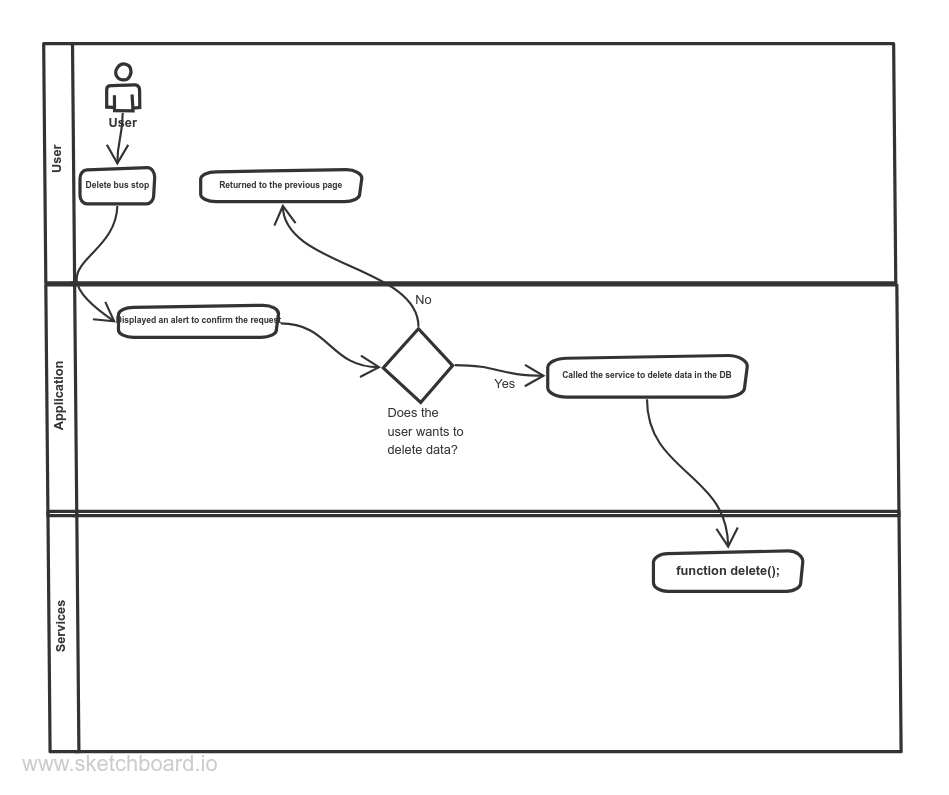 User
User
Delete bus stop
Returned to the previous page
No
Application
Displayed an alert to confirm the request
Yes
Called the service to delete data in the DB
Does the
user wants to
delete data?
Services
function delete();
www.sketchboard.io